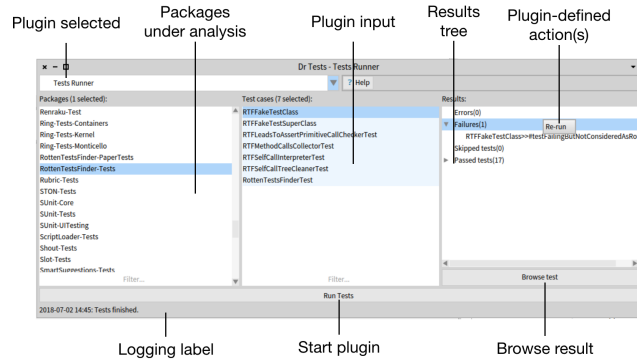 Plugin selected
Packages
under analysis
Plugin input
Results
tree
Plugin-defined
action(s)
Dr Tests - Tests Runner
Tests Runner
? Help
Packages (1 selected):
Test cases (7 selected):
Results:
Renraku-Test
Ring-Tests-Containers
Ring-Tests-Kernel
Ring-Tests-Monticello
RottenTestsFinder-PaperTests
RottenTestsFinder-Tests
Rubric-Tests
STON-Tests
SUnit-Core
SUnit-Tests
SUnit-UITesting
ScriptLoader-Tests
Shout-Tests
Slot-Tests
SmartSuggestions-Tests
Filter...
RTFFakeTestClass
RTFFakeTestSuperClass
RTFLeadsToAssertPrimitiveCallCheckerTest
RTFMethodCallsCollectorTest
RTFSelfCallInterpreterTest
RTFSelfCallTreeCleanerTest
RottenTestsFinderTest
Filter...
Errors(0)
Failures(1)
Re-run
RTFFakeTestClass>>#testFailingButNotConsideredAsRo
Skipped tests(0)
Passed tests(17)
Browse test
Run Tests
2018-07-02 14:45: Tests finished.
Logging label
Start plugin
Browse result